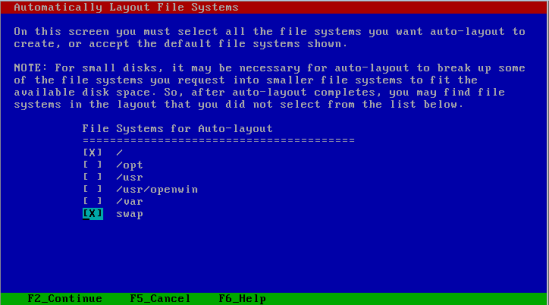 Automatically Layout File Systems
On this screen you must select all the file systems you want auto-layout to
create, or accept the default file systems shown.
NOTE: For small disks, it may be necessary for auto-layout to break up some
of the file systems you request into smaller file systems to fit the
available disk space. So, after auto-layout completes, you may find file
systems in the layout that you did not select from the list below.
File Systems for Auto-layout
========================================
[X] /
[ ] /opt
[ ] /usr
[ ] /usr/openwin
[ ] /var
[X] swap
F2_Continue F5_Cancel F6_Help